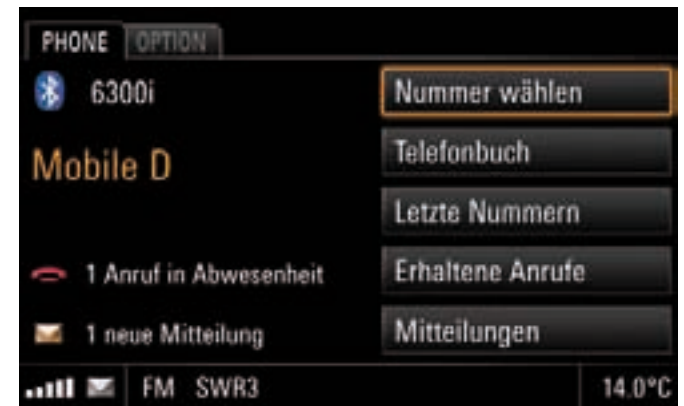 PHONE OPTION
6300i
Nummer wählen
Mobile D
Telefonbuch
Letzte Nummern
1 Anruf in Abwesenheit
Erhaltene Anrufe
1 neue Mitteilung
Mitteilungen
FM SWR3 14.0°C